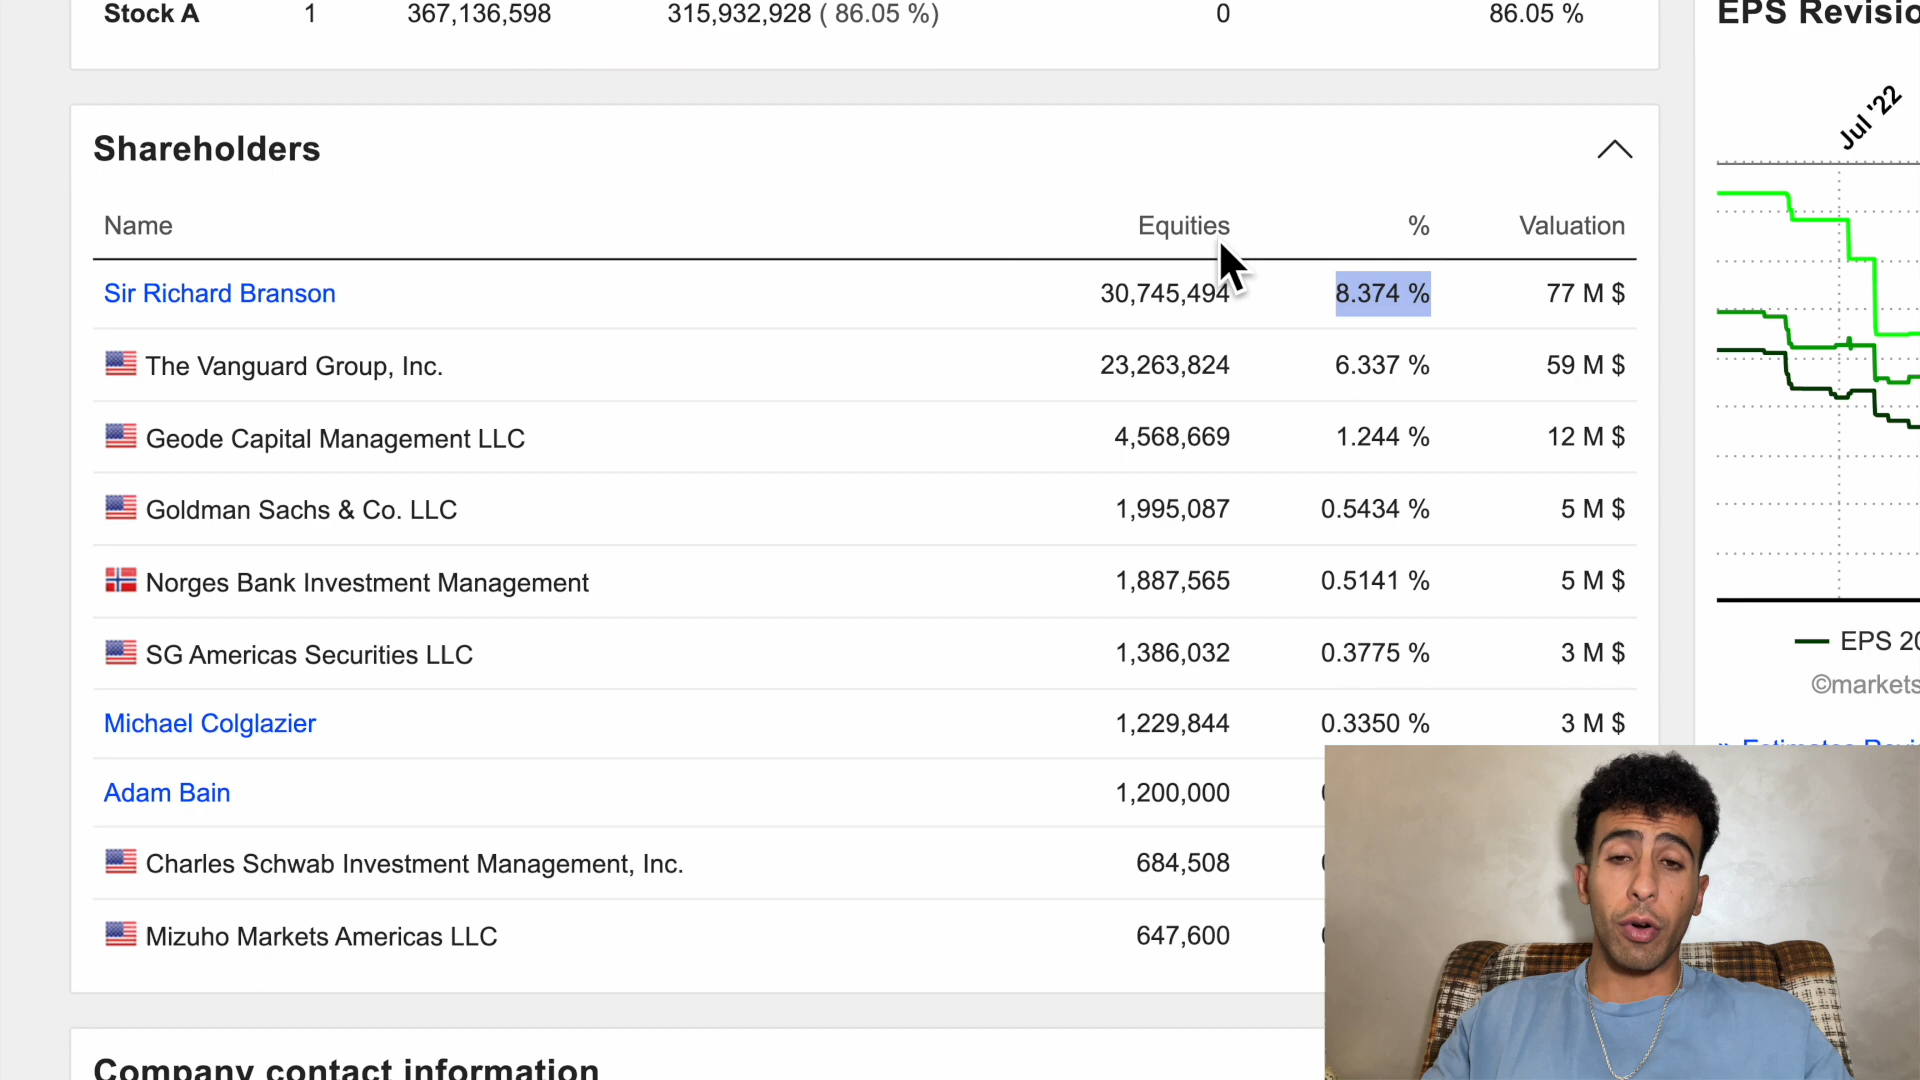 Stock A 1 367,136,598 315,932,928 ( 86.05 %) 0 86.05 %
Shareholders
Name Equities % Valuation
Sir Richard Branson 30,745,494 8.374 % 77 M $
The Vanguard Group, Inc. 23,263,824 6.337 % 59 M $
Geode Capital Management LLC 4,568,669 1.244 % 12 M $
Goldman Sachs & Co. LLC 1,995,087 0.5434 % 5 M $
Norges Bank Investment Management 1,887,565 0.5141 % 5 M $
SG Americas Securities LLC 1,386,032 0.3775 % 3 M $
Michael Colglazier 1,229,844 0.3350 % 3 M $
Adam Bain 1,200,000
Charles Schwab Investment Management, Inc. 684,508
Mizuho Markets Americas LLC 647,600
Company contact information
EPS Revisio
Jul '22
EPS 20
©markets
» Estimates Revi